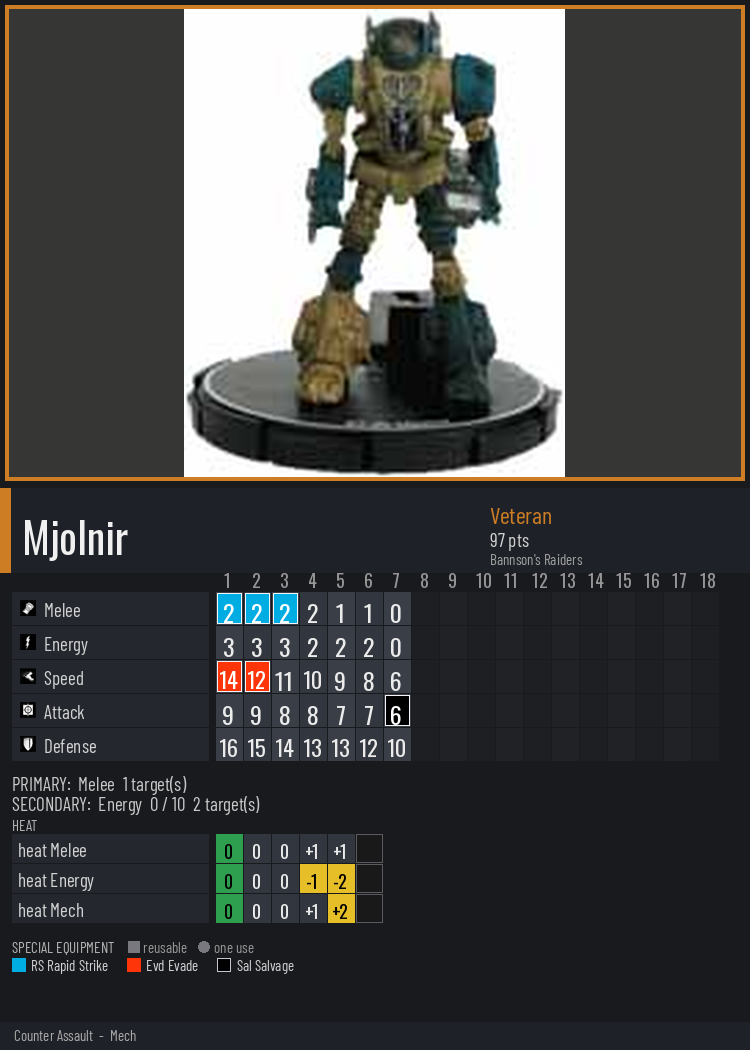 Mjolnir
Veteran
97 pts
Bannson's Raiders
1 2 3 4 5 6 7 8 9 10 11 12 13 14 15 16 17 18
Melee 2 2 2 2 1 1 0
Energy 3 3 3 2 2 2 0
Speed 14 12 11 10 9 8 6
Attack 9 9 8 8 7 7 6
Defense 16 15 14 13 13 12 10
PRIMARY: Melee 1 target(s)
SECONDARY: Energy 0 / 10 2 target(s)
HEAT
heat Melee 0 0 0 +1 +1
heat Energy 0 0 0 -1 -2
heat Mech 0 0 0 +1 +2
SPECIAL EQUIPMENT reusable one use
RS Rapid Strike Evd Evade Sal Salvage
Counter Assault - Mech